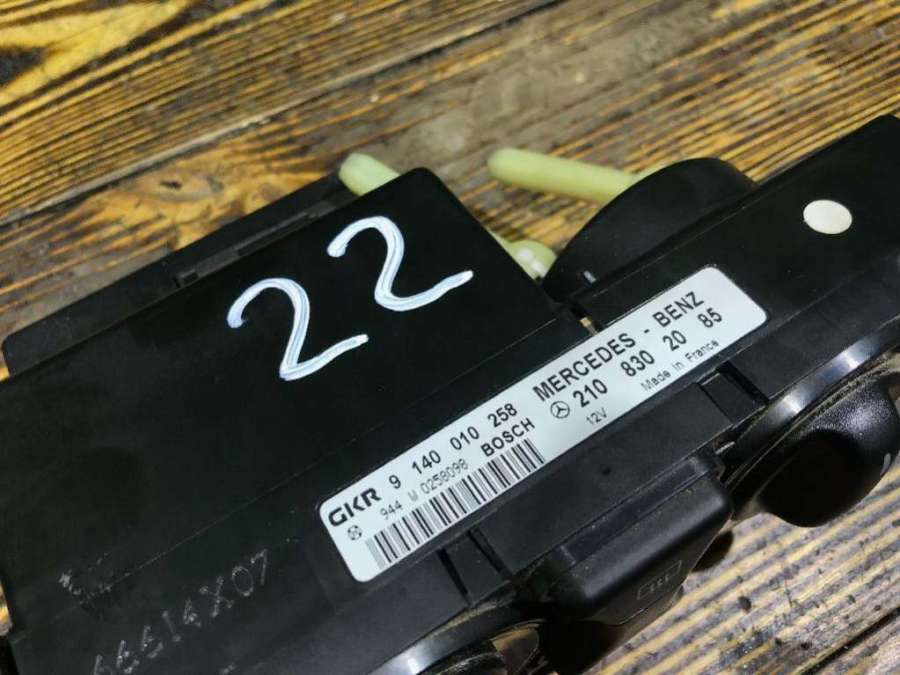 22
GKR 9 140 010 258 MERCEDES - BENZ
944 M 0258098 BOSCH 210 830 20 85
12V Made in France